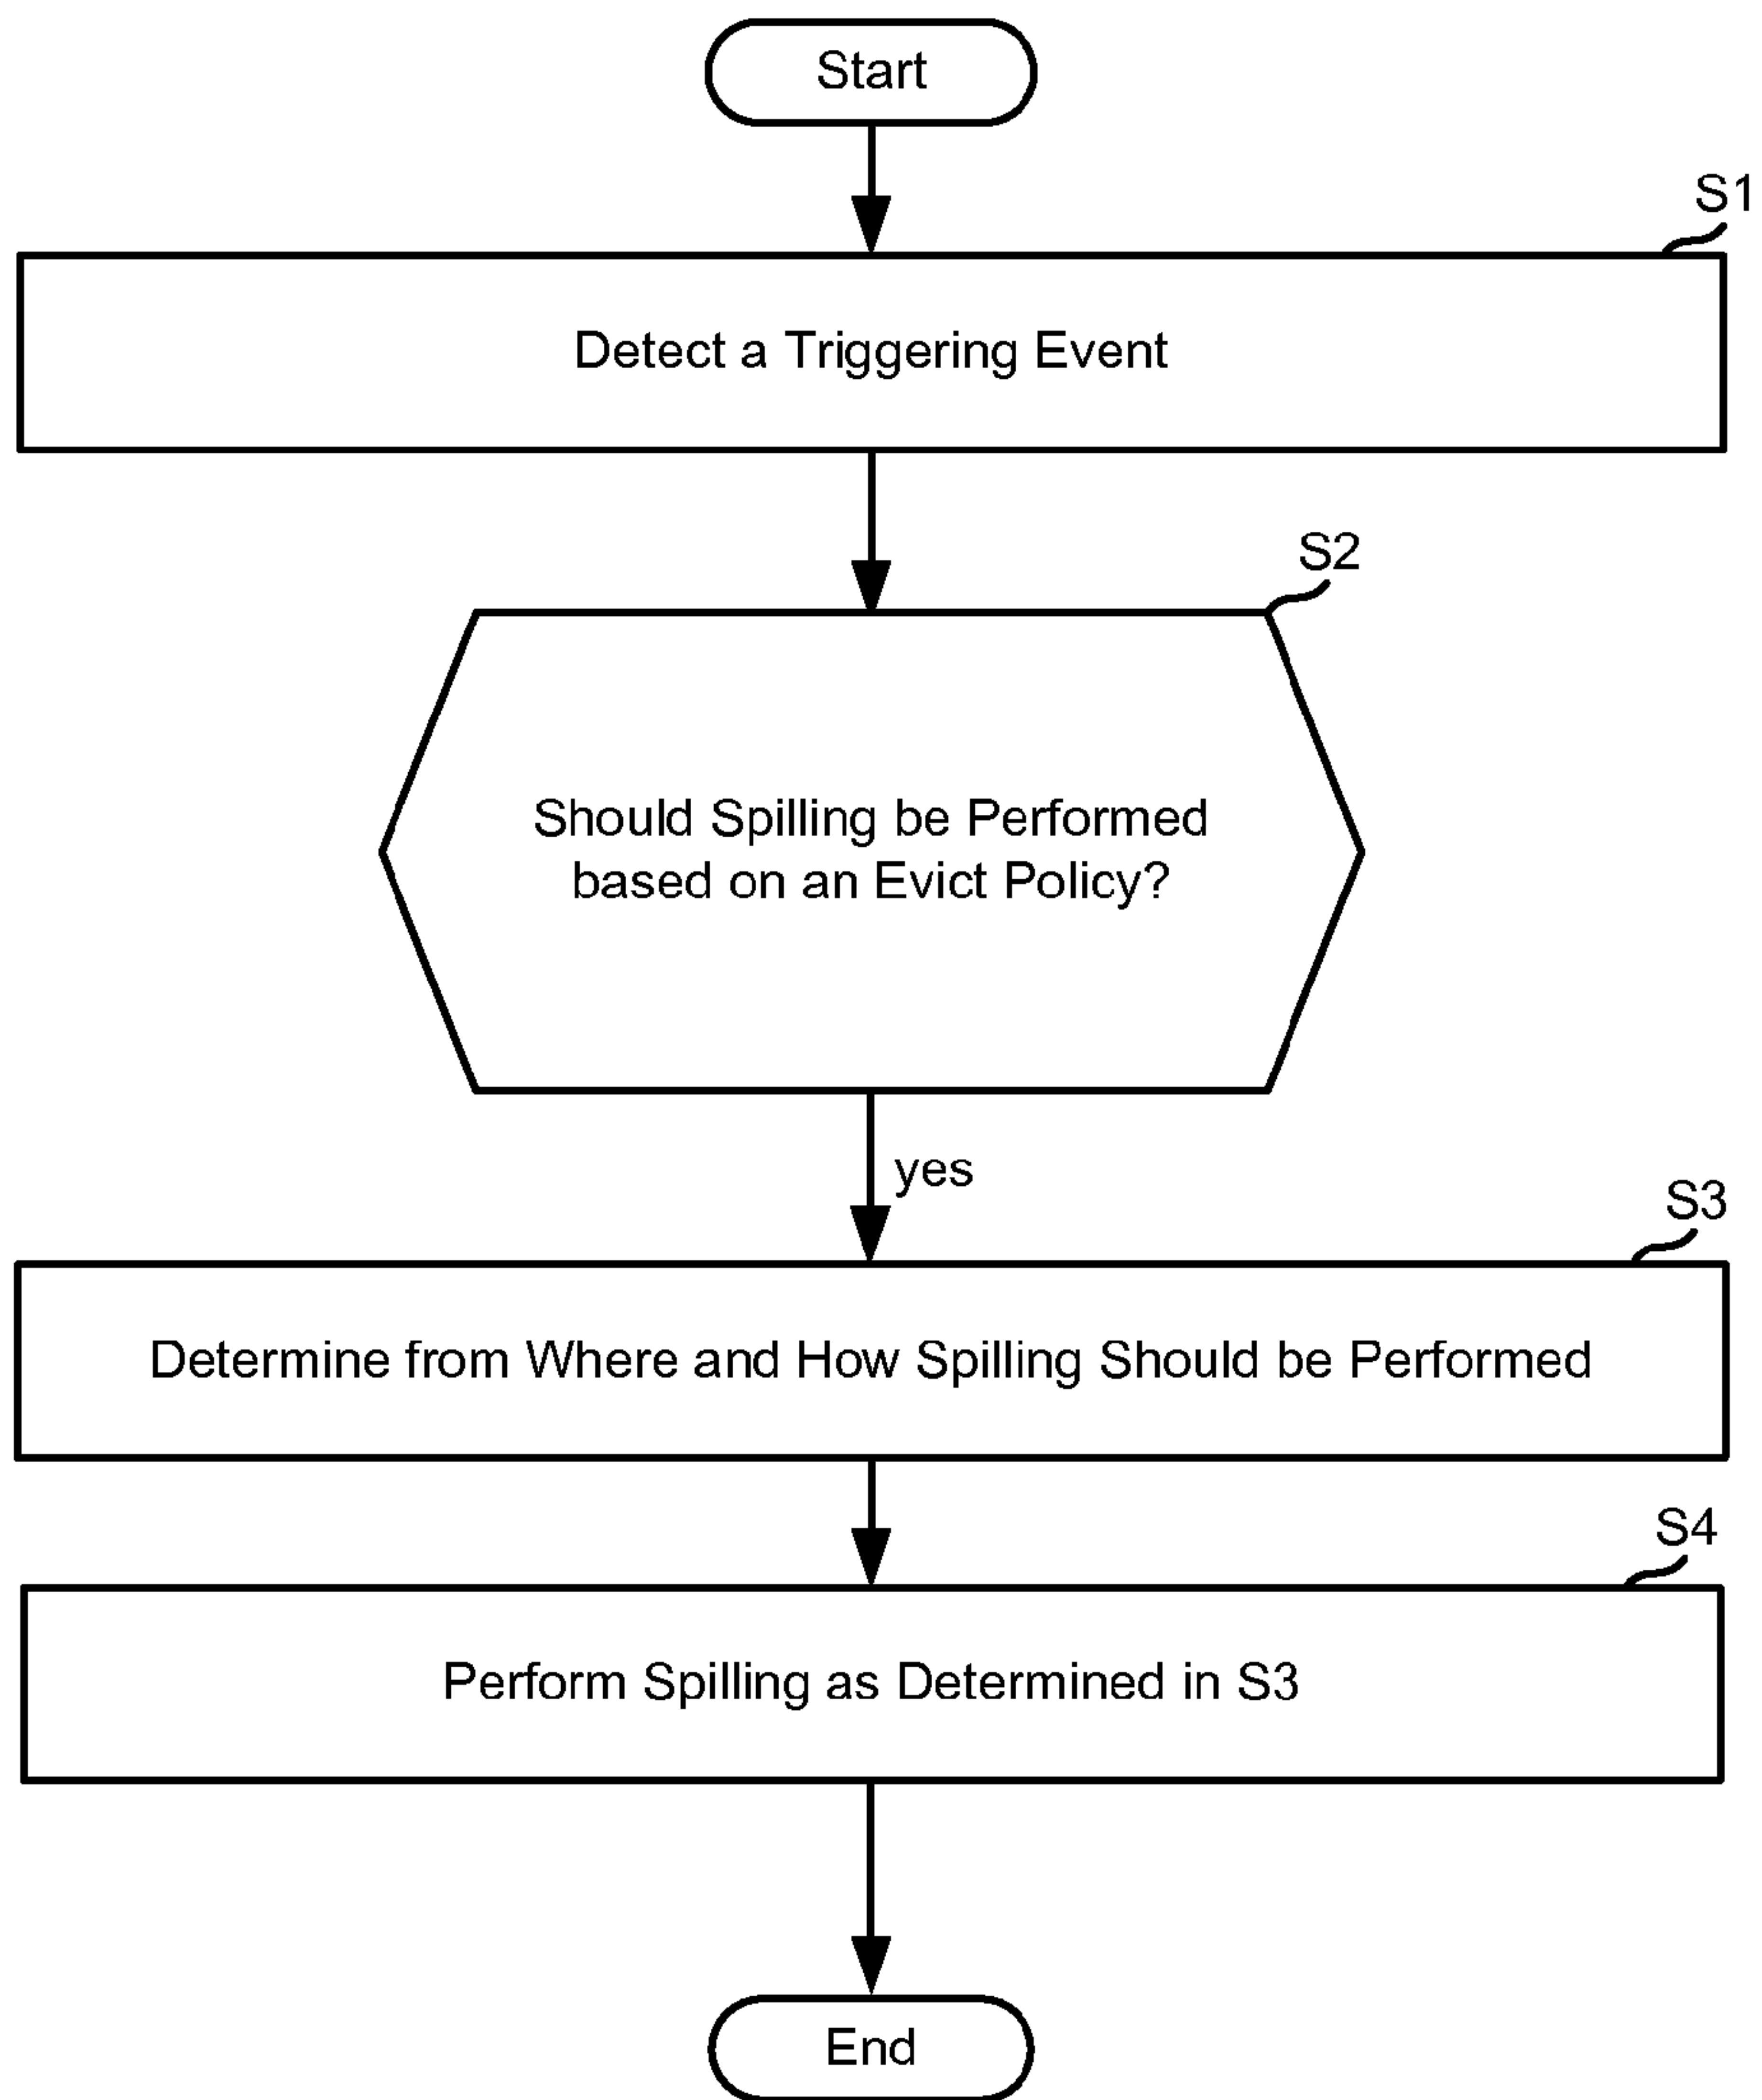 Start
S1
Detect a Triggering Event
S2
Should Spilling be Performed
based on an Evict Policy?
yes
S3
Determine from Where and How Spilling Should be Performed
S4
Perform Spilling as Determined in S3
End